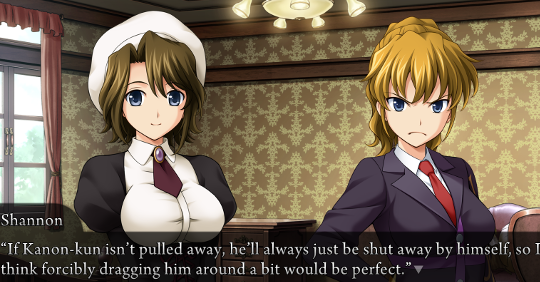 Shannon
“If Kanon-kun isn’t pulled away, he’ll always just be shut away by himself, so I
think forcibly dragging him around a bit would be perfect.”